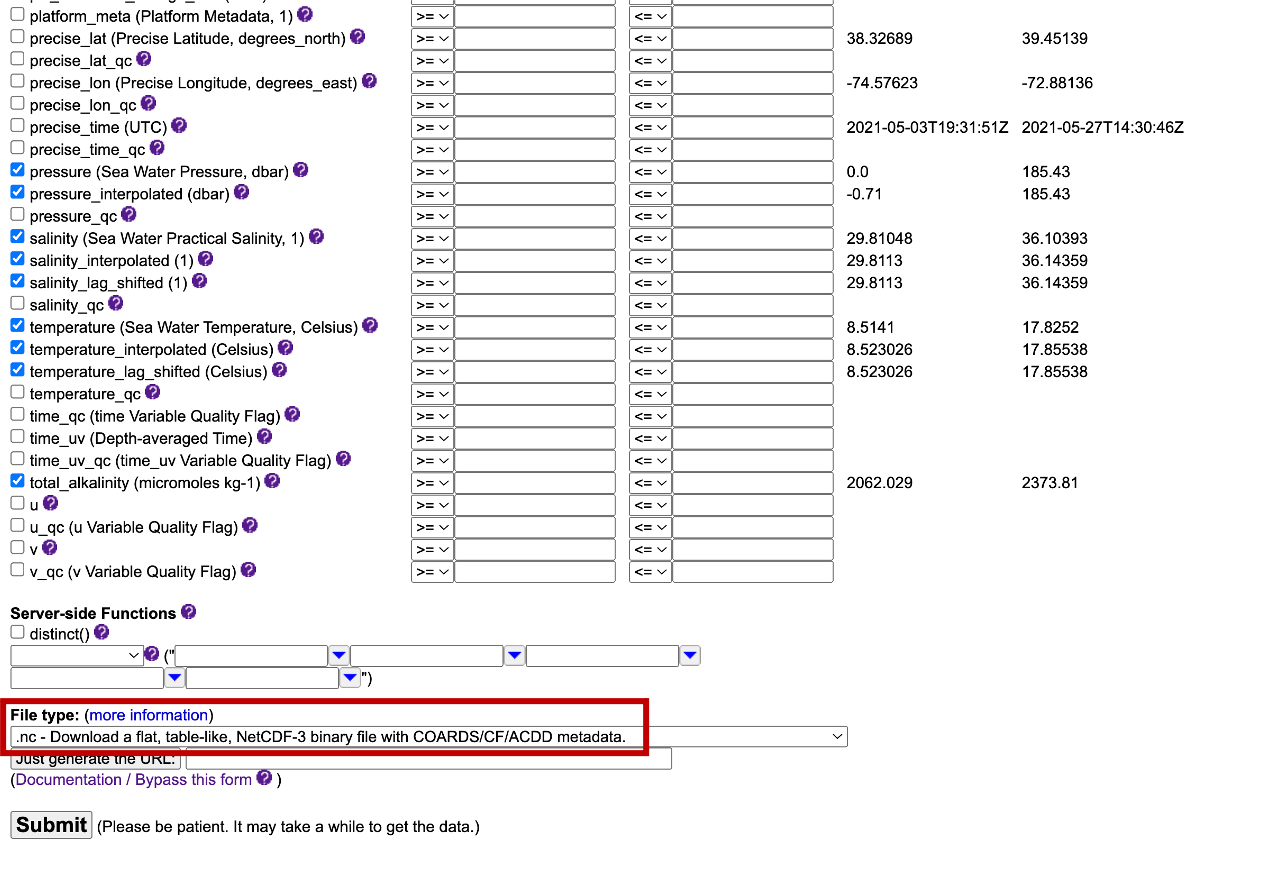 platform_meta (Platform Metadata, 1) ? >= <=
precise_lat (Precise Latitude, degrees_north) ? >= <= 38.32689 39.45139
precise_lat_qc ? >= <=
precise_lon (Precise Longitude, degrees_east) ? >= <= -74.57623 -72.88136
precise_lon_qc ? >= <=
precise_time (UTC) ? >= <= 2021-05-03T19:31:51Z 2021-05-27T14:30:46Z
precise_time_qc ? >= <=
pressure (Sea Water Pressure, dbar) ? >= <= 0.0 185.43
pressure_interpolated (dbar) ? >= <= -0.71 185.43
pressure_qc ? >= <=
salinity (Sea Water Practical Salinity, 1) ? >= <= 29.81048 36.10393
salinity_interpolated (1) ? >= <= 29.8113 36.14359
salinity_lag_shifted (1) ? >= <= 29.8113 36.14359
salinity_qc ? >= <=
temperature (Sea Water Temperature, Celsius) ? >= <= 8.5141 17.8252
temperature_interpolated (Celsius) ? >= <= 8.523026 17.85538
temperature_lag_shifted (Celsius) ? >= <= 8.523026 17.85538
temperature_qc ? >= <=
time_qc (time Variable Quality Flag) ? >= <=
time_uv (Depth-averaged Time) ? >= <=
time_uv_qc (time_uv Variable Quality Flag) ? >= <=
total_alkalinity (micromoles kg-1) ? >= <= 2062.029 2373.81
u ? >= <=
u_qc (u Variable Quality Flag) ? >= <=
v ? >= <=
v_qc (v Variable Quality Flag) ? >= <=
Server-side Functions ?
distinct() ?
? ("
")
File type: (more information)
.nc - Download a flat, table-like, NetCDF-3 binary file with COARDS/CF/ACDD metadata.
Just generate the URL:
(Documentation / Bypass this form ? )
Submit (Please be patient. It may take a while to get the data.)